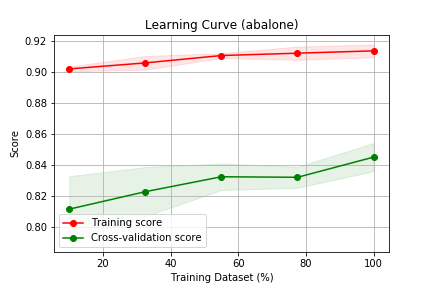 Learning Curve (abalone)
Score
0.92
0.90
0.88
0.86
0.84
0.82
0.80
Training score
Cross-validation score
20
40
60
80
100
Training Dataset (%)